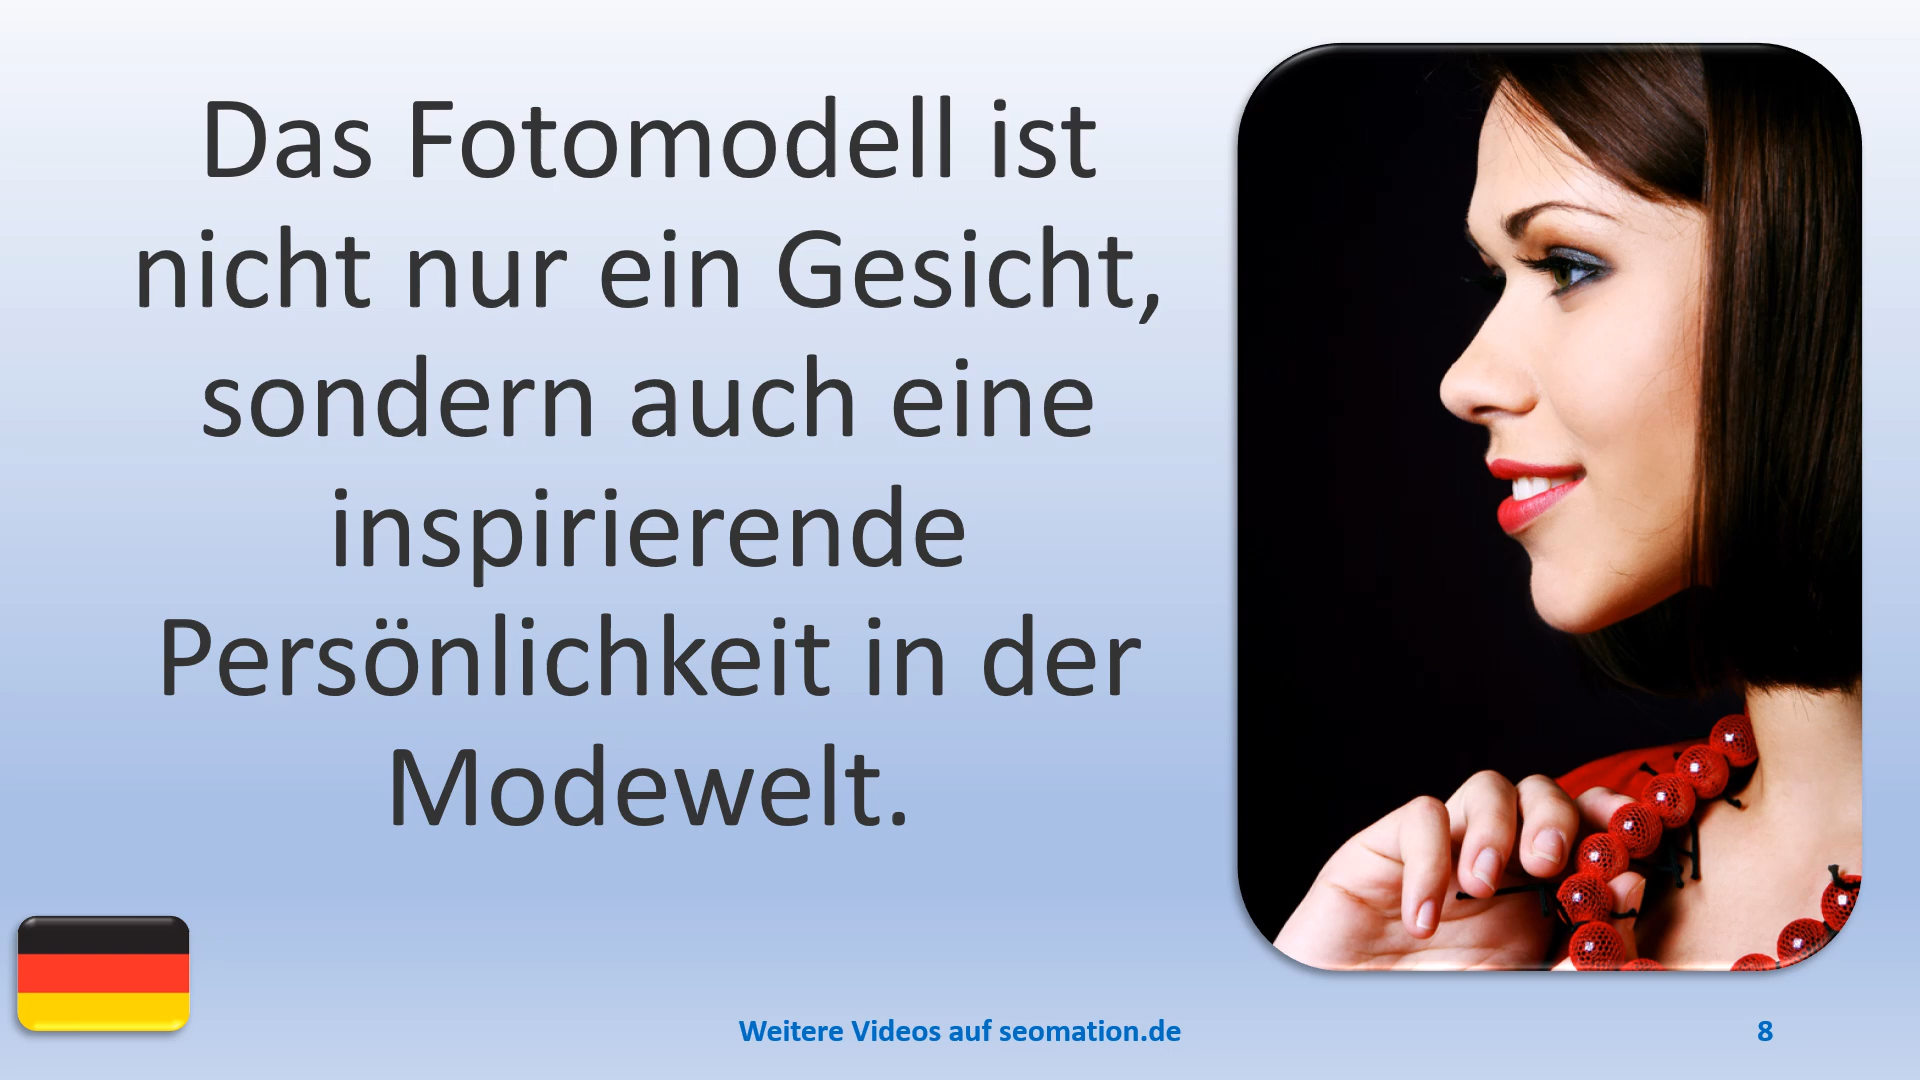 Das Fotomodell ist
nicht nur ein Gesicht,
sondern auch eine
inspirierende
Persönlichkeit in der
Modewelt.
Weitere Videos auf seomation.de
8